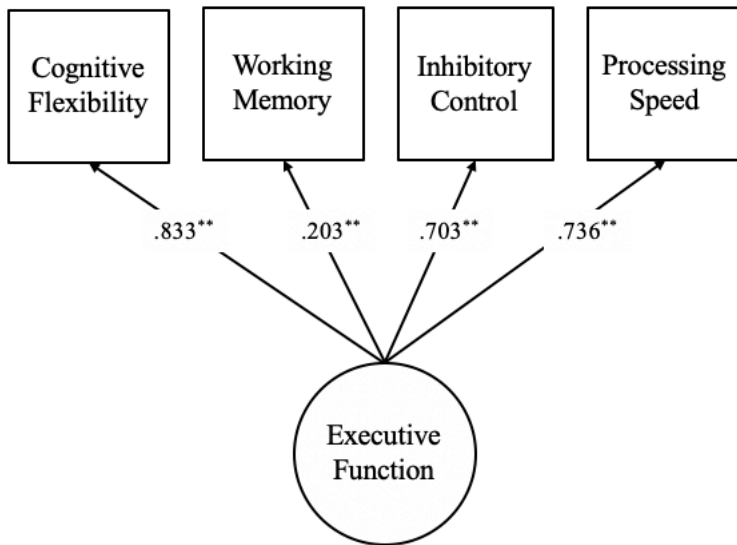 Cognitive
Flexibility
Working
Memory
Inhibitory
Control
Processing
Speed
.833**
.203**
.703**
.736**
Executive
Function